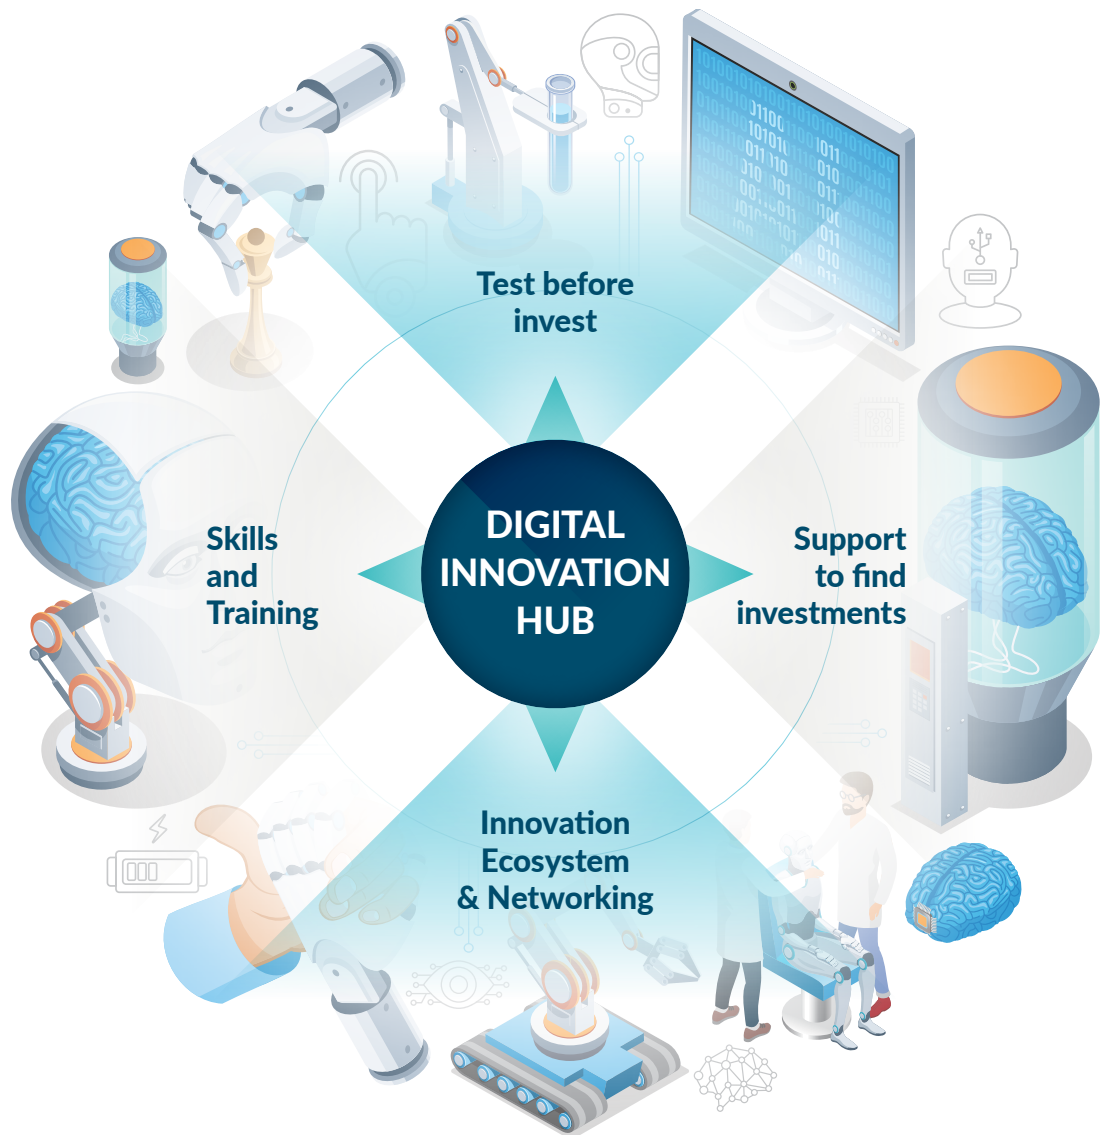 Test before
invest
DIGITAL
INNOVATION
HUB
Skills
and
Training
Support
to find
investments
Innovation
Ecosystem
& Networking